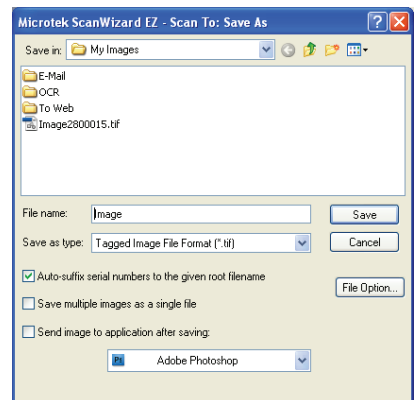 Microtek ScanWizard EZ - Scan To: Save As
Save in: My Images
E-Mail
OCR
To Web
Image2800015.tif
File name: Image Save
Save as type: Tagged Image File Format (*.tif) Cancel
Auto-suffix serial numbers to the given root filename
File Option...
Save multiple images as a single file
Send image to application after saving:
Pt Adobe Photoshop